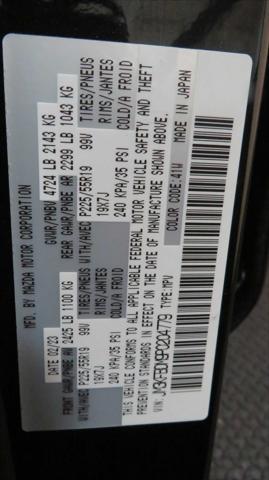 MFD. BY MAZDA MOTOR CORPORATION
02/23 GVWR/PNBV 4724 LB 2143 KG
FRONT GAWR/PNBE AV 2425 LB 1100 KG REAR GAWR/PNBE AR 2299 LB 1043 KG
WITH/AVEC P225/55R19 99V TIRES/PNEUS WITH/AVEC P225/55R19 99V TIRES/PNEUS
19X7J RIMS/JANTES 19X7J RIMS/JANTES
240 KPA/35 PSI COLD/A FROID 240 KPA/35 PSI COLD/A FROID
THIS VEHICLE CONFORMS TO ALL APPLICABLE FEDERAL MOTOR VEHICLE SAFETY AND THEFT
PREVENTION STANDARDS IN EFFECT ON THE DATE OF MANUFACTURE SHOWN ABOVE.
VIN: TYPE: MPV
COLOR CODE: 41W MADE IN JAPAN